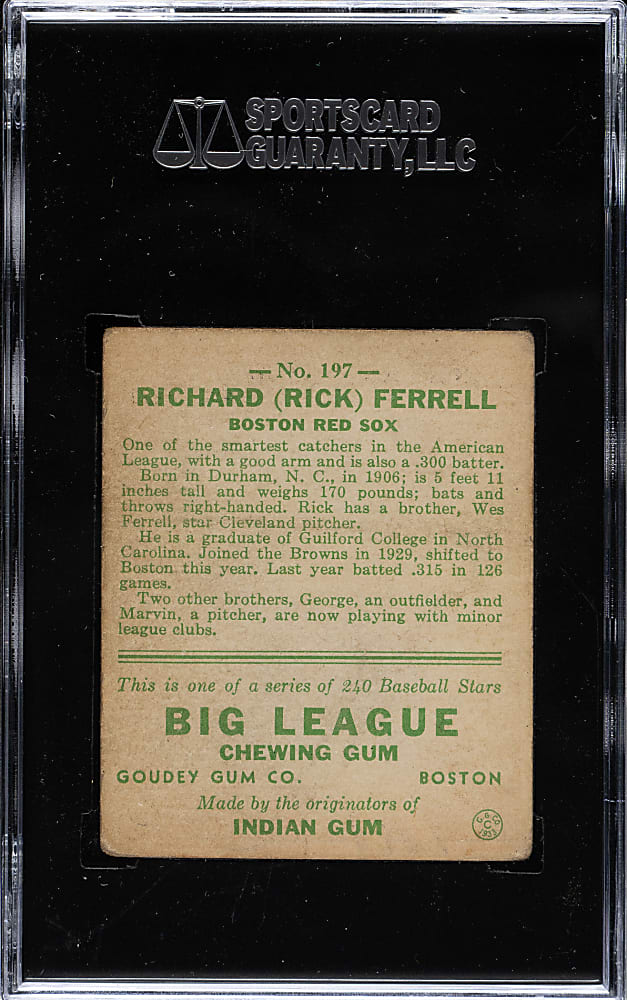 SPORTSCARD
GUARANTY, LLC
— No. 197 —
RICHARD (RICK) FERRELL
BOSTON RED SOX
One of the smartest catchers in the American
League, with a good arm and is also a .300 batter.
Born in Durham, N. C., in 1906; is 5 feet 11
inches tall and weighs 170 pounds; bats and
throws right-handed. Rick has a brother, Wes
Ferrell, star Cleveland pitcher.
He is a graduate of Guilford College in North
Carolina. Joined the Browns in 1929, shifted to
Boston this year. Last year batted .315 in 126
games.
Two other brothers, George, an outfielder, and
Marvin, a pitcher, are now playing with minor
league clubs.
This is one of a series of 240 Baseball Stars
BIG LEAGUE
CHEWING GUM
GOUDEY GUM CO. BOSTON
Made by the originators of
INDIAN GUM
G. G. CO.
C
1933